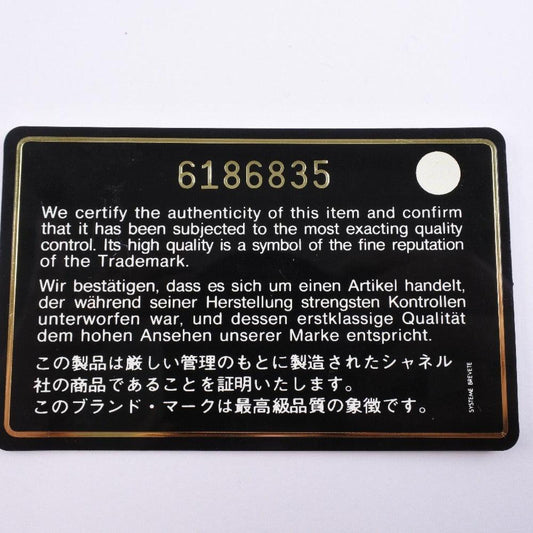 6186835
We certify the authenticity of this item and confirm
that it has been subjected to the most exacting quality
control. Its high quality is a symbol of the fine reputation
of the Trademark.
Wir bestätigen, dass es sich um einen Artikel handelt,
der während seiner Herstellung strengsten Kontrollen
unterworfen war, und dessen erstklassige Qualität
dem hohen Ansehen unserer Marke entspricht.
この製品は厳しい管理のもとに製造されたシャネル
社の商品であることを証明いたします。
このブランド・マークは最高級品質の象徴です。
SYSTEME BREVETE